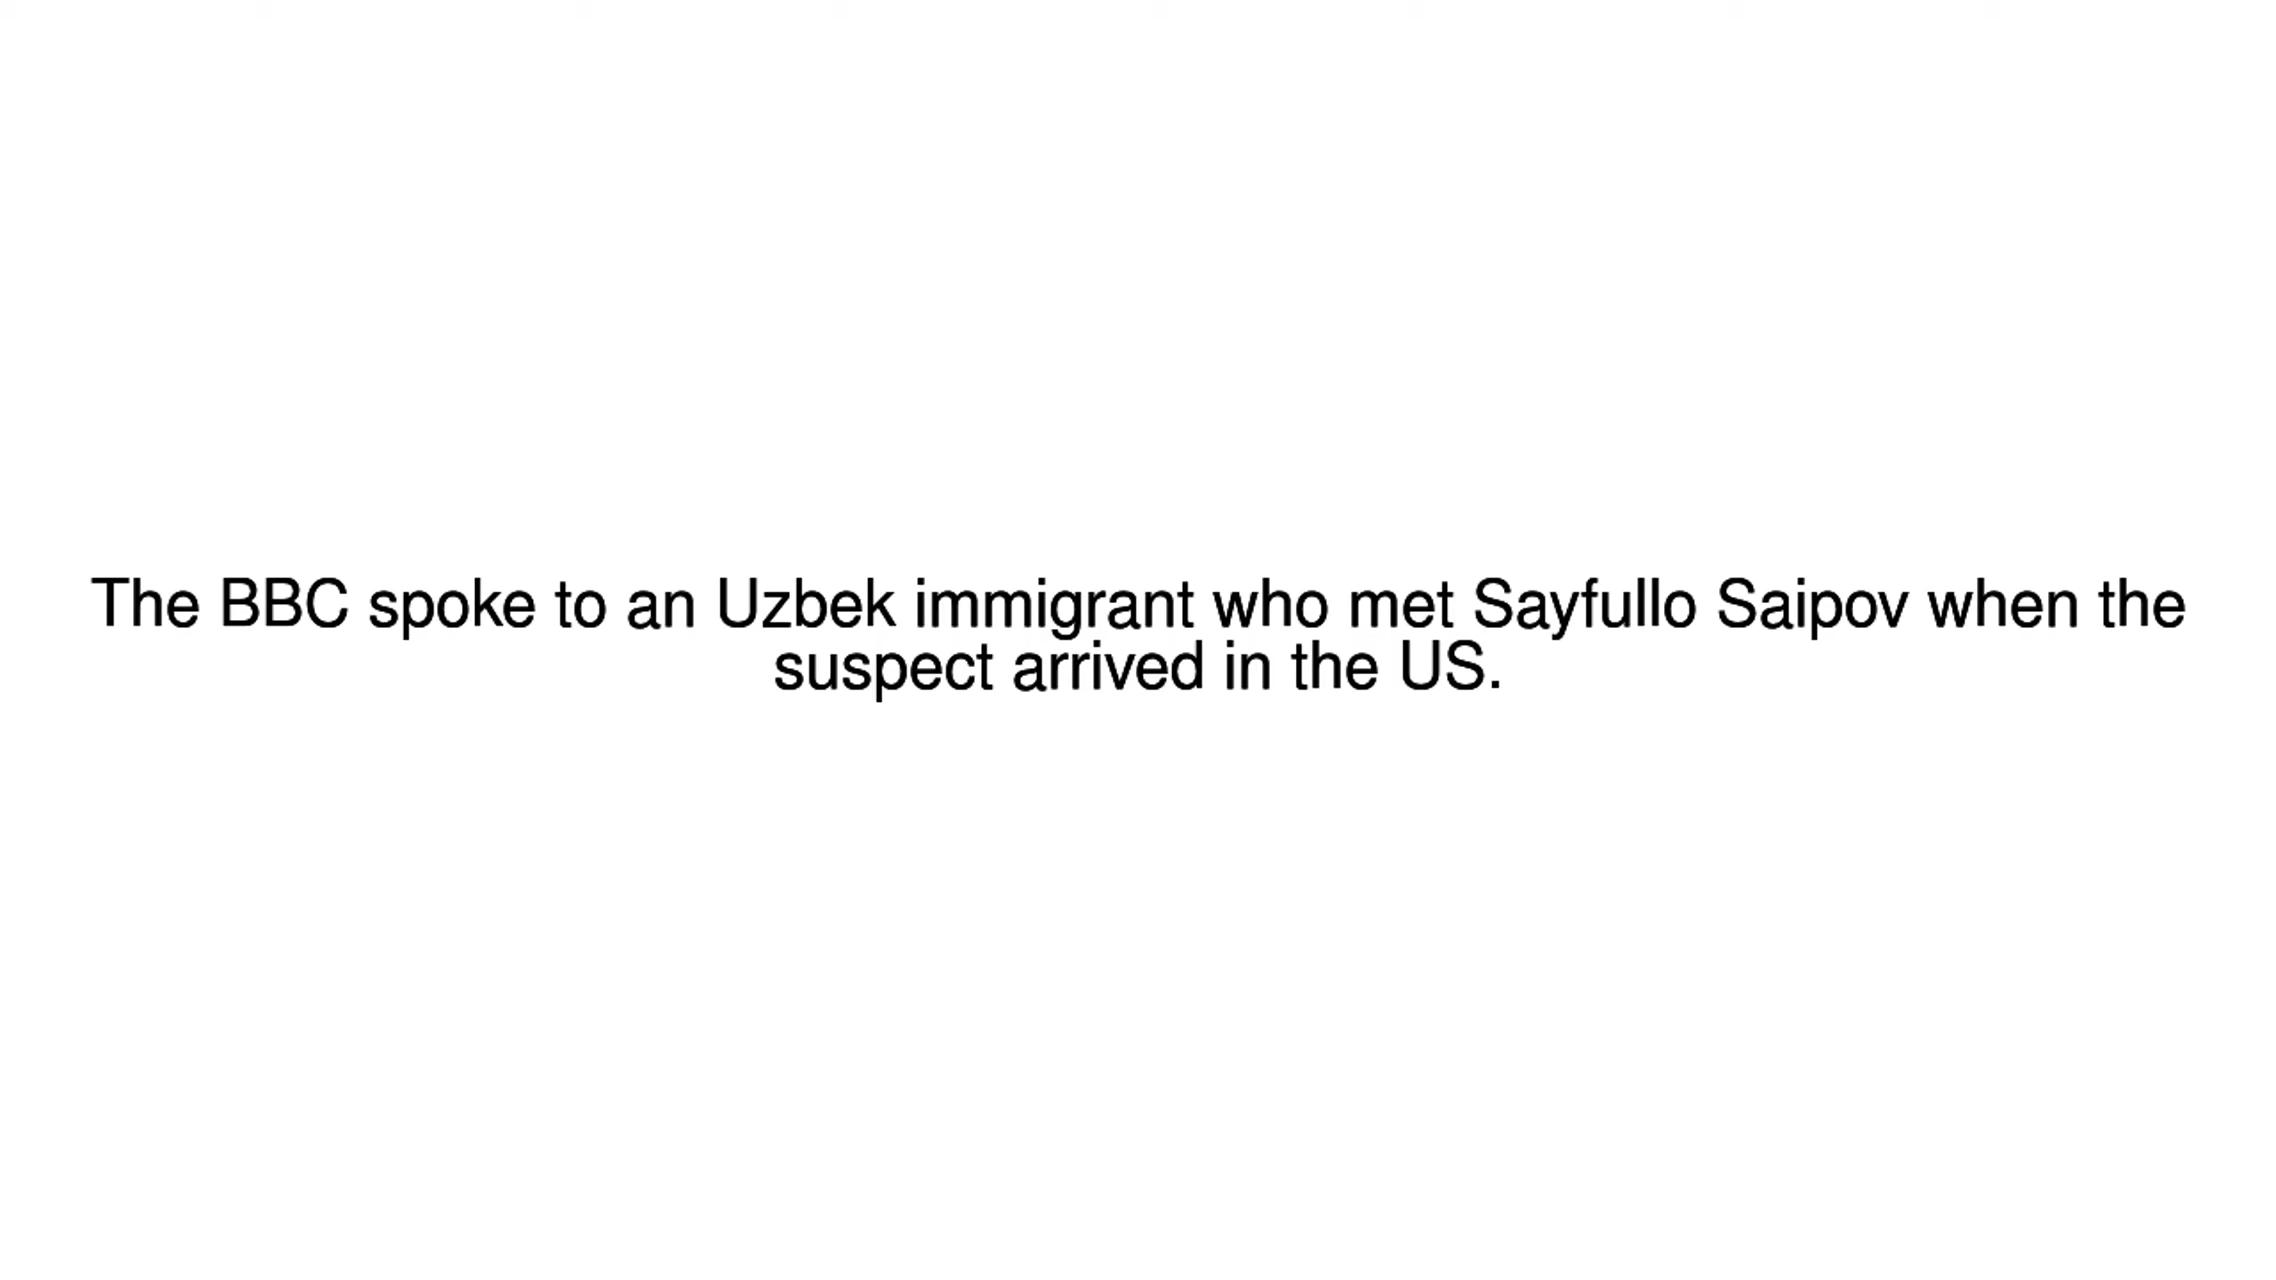 The BBC spoke to an Uzbek immigrant who met Sayfullo Saipov when the
suspect arrived in the US.